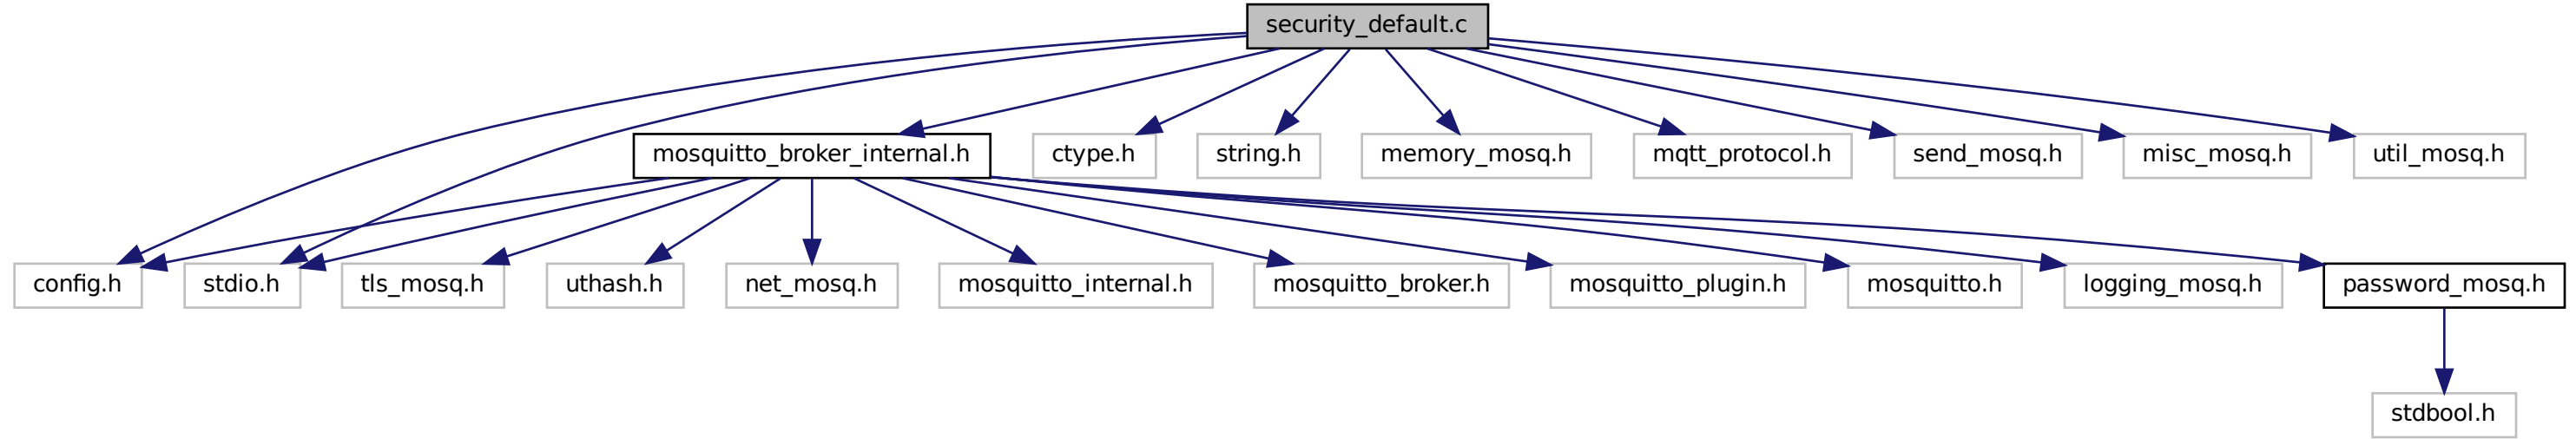 security_default.c
mosquitto_broker_internal.h
ctype.h
string.h
memory_mosq.h
mqtt_protocol.h
send_mosq.h
misc_mosq.h
util_mosq.h
config.h
stdio.h
tls_mosq.h
uthash.h
net_mosq.h
mosquitto_internal.h
mosquitto_broker.h
mosquitto_plugin.h
mosquitto.h
logging_mosq.h
password_mosq.h
stdbool.h